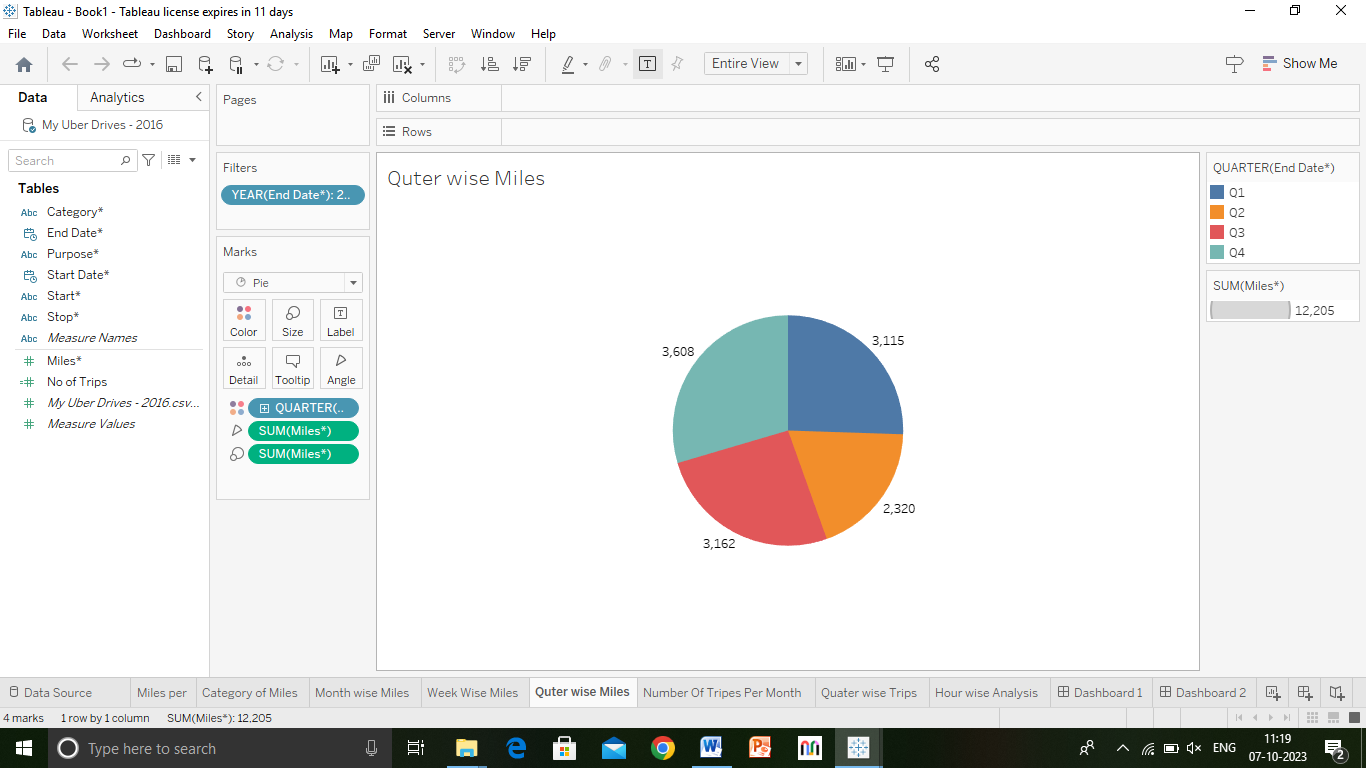 Tableau - Book1 - Tableau license expires in 11 days
File Data Worksheet Dashboard Story Analysis Map Format Server Window Help
Entire View
Show Me
Data Analytics
My Uber Drives - 2016
Search
Tables
Abc Category*
End Date*
Abc Purpose*
Start Date*
Abc Start*
Abc Stop*
Abc Measure Names
# Miles*
=# No of Trips
# My Uber Drives - 2016.csv...
# Measure Values
Pages
Filters
YEAR(End Date*): 2..
Marks
Pie
Color Size Label
Detail Tooltip Angle
QUARTER(..
SUM(Miles*)
SUM(Miles*)
Columns
Rows
Quter wise Miles
3,115
3,608
2,320
3,162
QUARTER(End Date*)
Q1
Q2
Q3
Q4
SUM(Miles*)
12,205
Data Source Miles per Category of Miles Month wise Miles Week Wise Miles Quter wise Miles Number Of Tripes Per Month Quater wise Trips Hour wise Analysis Dashboard 1 Dashboard 2
4 marks 1 row by 1 column SUM(Miles*): 12,205
Type here to search
ENG
11:19
07-10-2023
2